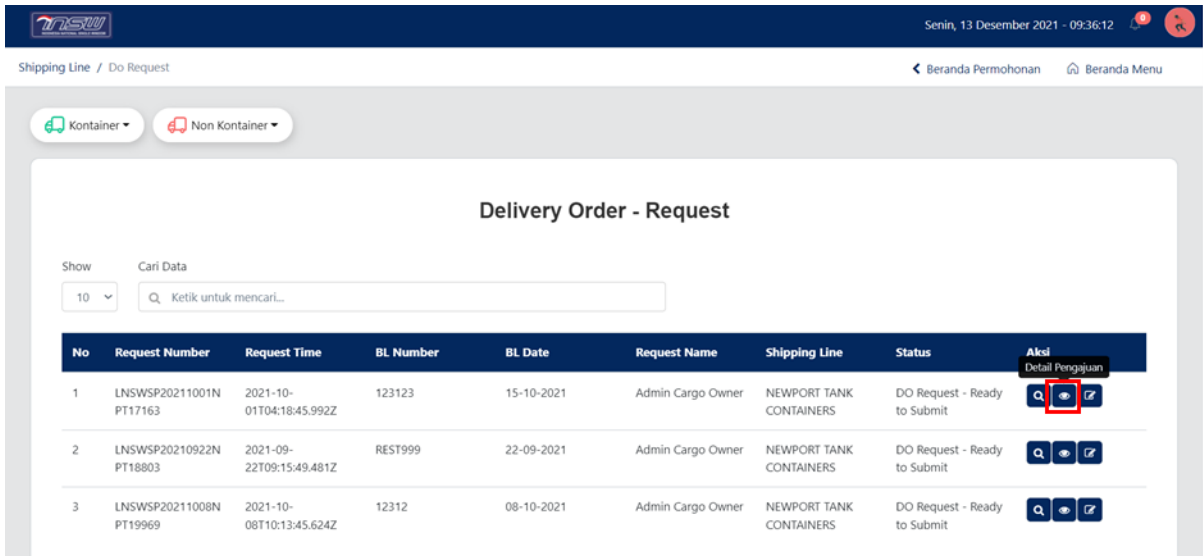 INSW
Senin, 13 Desember 2021 - 09:36:12
0
Shipping Line / Do Request
Beranda Permohonan
Beranda Menu
Kontainer
Non Kontainer
Delivery Order - Request
Show
Cari Data
10
Ketik untuk mencari...
No Request Number Request Time BL Number BL Date Request Name Shipping Line Status Aksi
Detail Pengajuan
1 LNSWSP20211001N 2021-10- 123123 15-10-2021 Admin Cargo Owner NEWPORT TANK DO Request - Ready
PT17163 01T04:18:45.992Z CONTAINERS to Submit
2 LNSWSP20210922N 2021-09- REST999 22-09-2021 Admin Cargo Owner NEWPORT TANK DO Request - Ready
PT18803 22T09:15:49.481Z CONTAINERS to Submit
3 LNSWSP20211008N 2021-10- 12312 08-10-2021 Admin Cargo Owner NEWPORT TANK DO Request - Ready
PT19969 08T10:13:45.624Z CONTAINERS to Submit